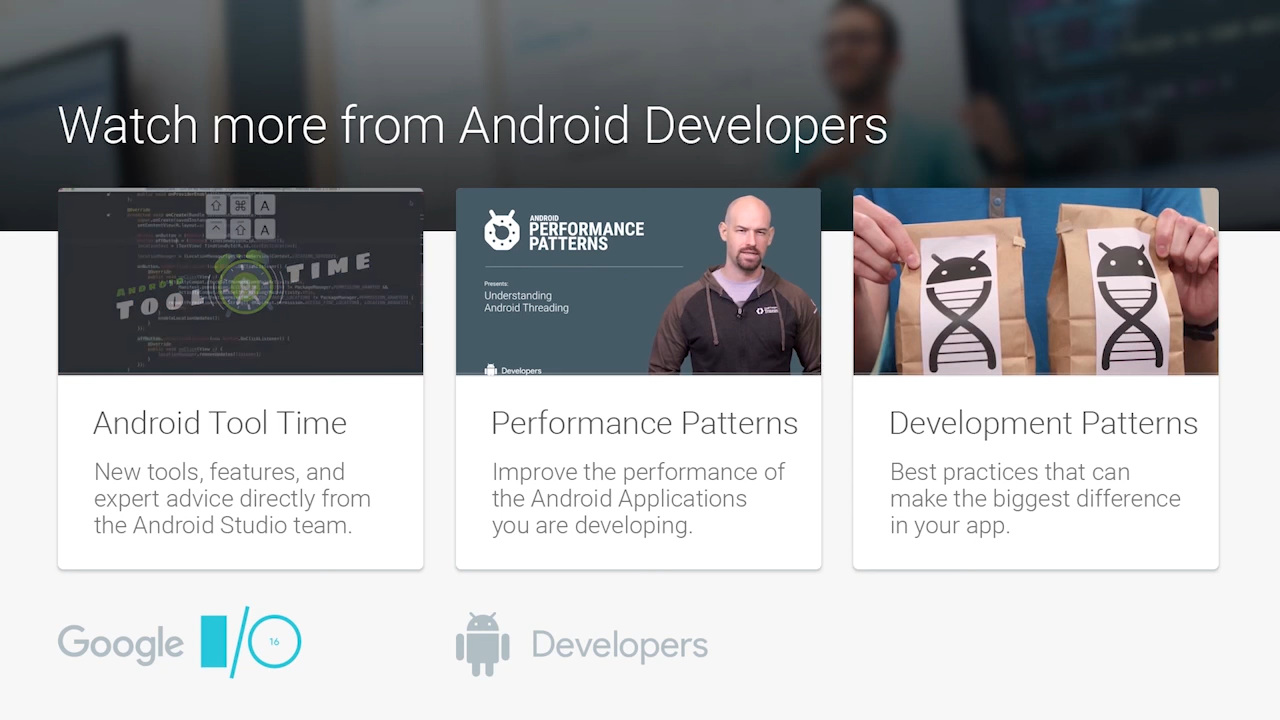 Watch more from Android Developers
A
A
ANDROID
TOOL TIME
ANDROID
PERFORMANCE
PATTERNS
Presents:
Understanding
Android Threading
Developers
Android Tool Time
New tools, features, and
expert advice directly from
the Android Studio team.
Performance Patterns
Improve the performance of
the Android Applications
you are developing.
Development Patterns
Best practices that can
make the biggest difference
in your app.
Google I/O 16
Developers